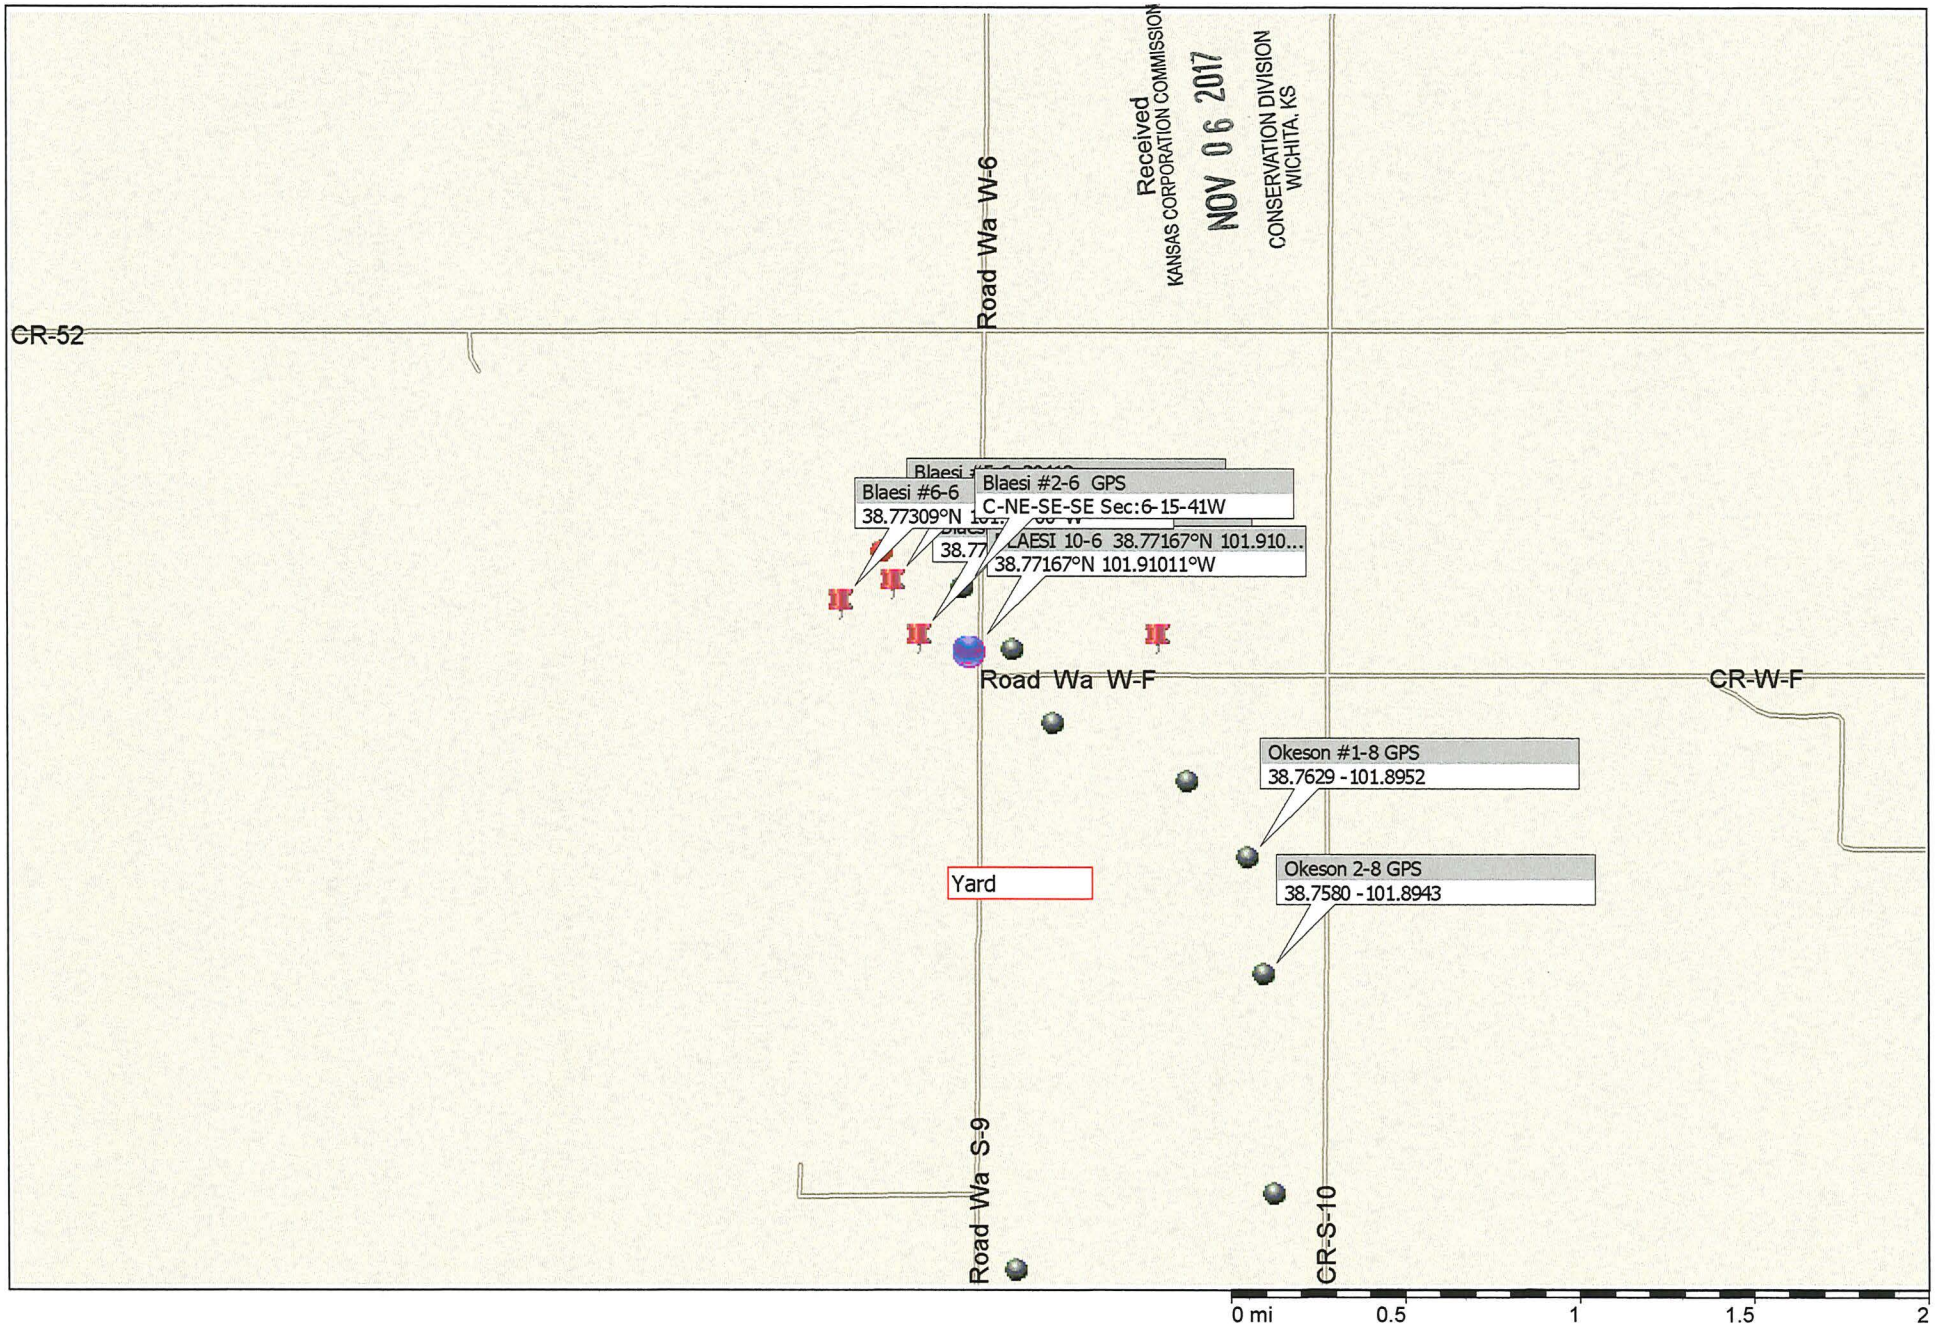 Received
KANSAS CORPORATION COMMISSION
NOV 06 2017
CONSERVATION DIVISION
WICHITA, KS
Road Wa W-6
CR-52
Blaesi
Blaesi #6-6
38.77309°N
Blaesi #2-6 GPS
C-NE-SE-SE Sec:6-15-41W
38.77
BLAESI 10-6 38.77167°N 101.910...
38.77167°N 101.91011°W
Road Wa W-F
CR-W-F
Okeson #1-8 GPS
38.7629 -101.8952
Yard
Okeson 2-8 GPS
38.7580 -101.8943
Road Wa S-9
CR-S-10
0 mi 0.5 1 1.5 2